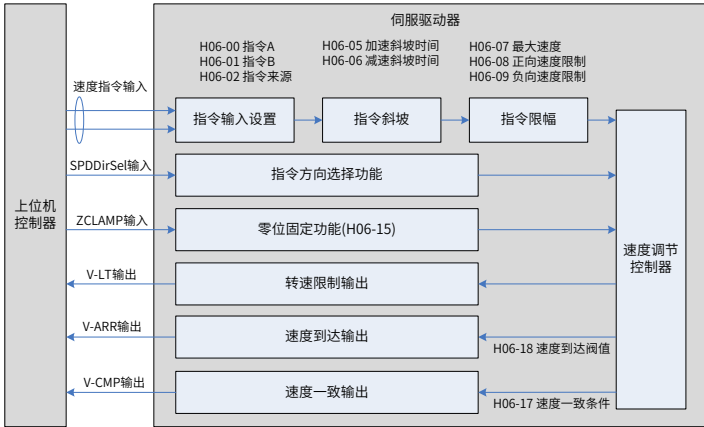 伺服驱动器
H06-00 指令A
H06-01 指令B
H06-02 指令来源
H06-05 加速斜坡时间
H06-06 减速斜坡时间
H06-07 最大速度
H06-08 正向速度限制
H06-09 负向速度限制
速度指令输入
指令输入设置
指令斜坡
指令限幅
SPDDirSel输入
指令方向选择功能
上位机
控制器
ZCLAMP输入
零位固定功能(H06-15)
速度调节
控制器
V-LT输出
转速限制输出
V-ARR输出
速度到达输出
H06-18 速度到达阀值
V-CMP输出
速度一致输出
H06-17 速度一致条件